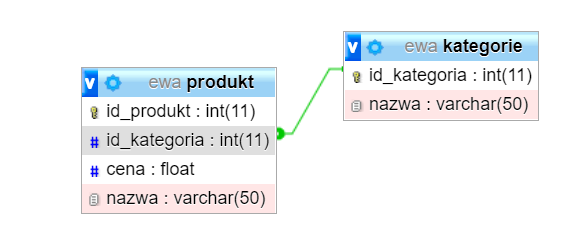 v ewa kategorie
id_kategoria : int(11)
nazwa : varchar(50)
v ewa produkt
id_produkt : int(11)
# id_kategoria : int(11)
# cena : float
nazwa : varchar(50)